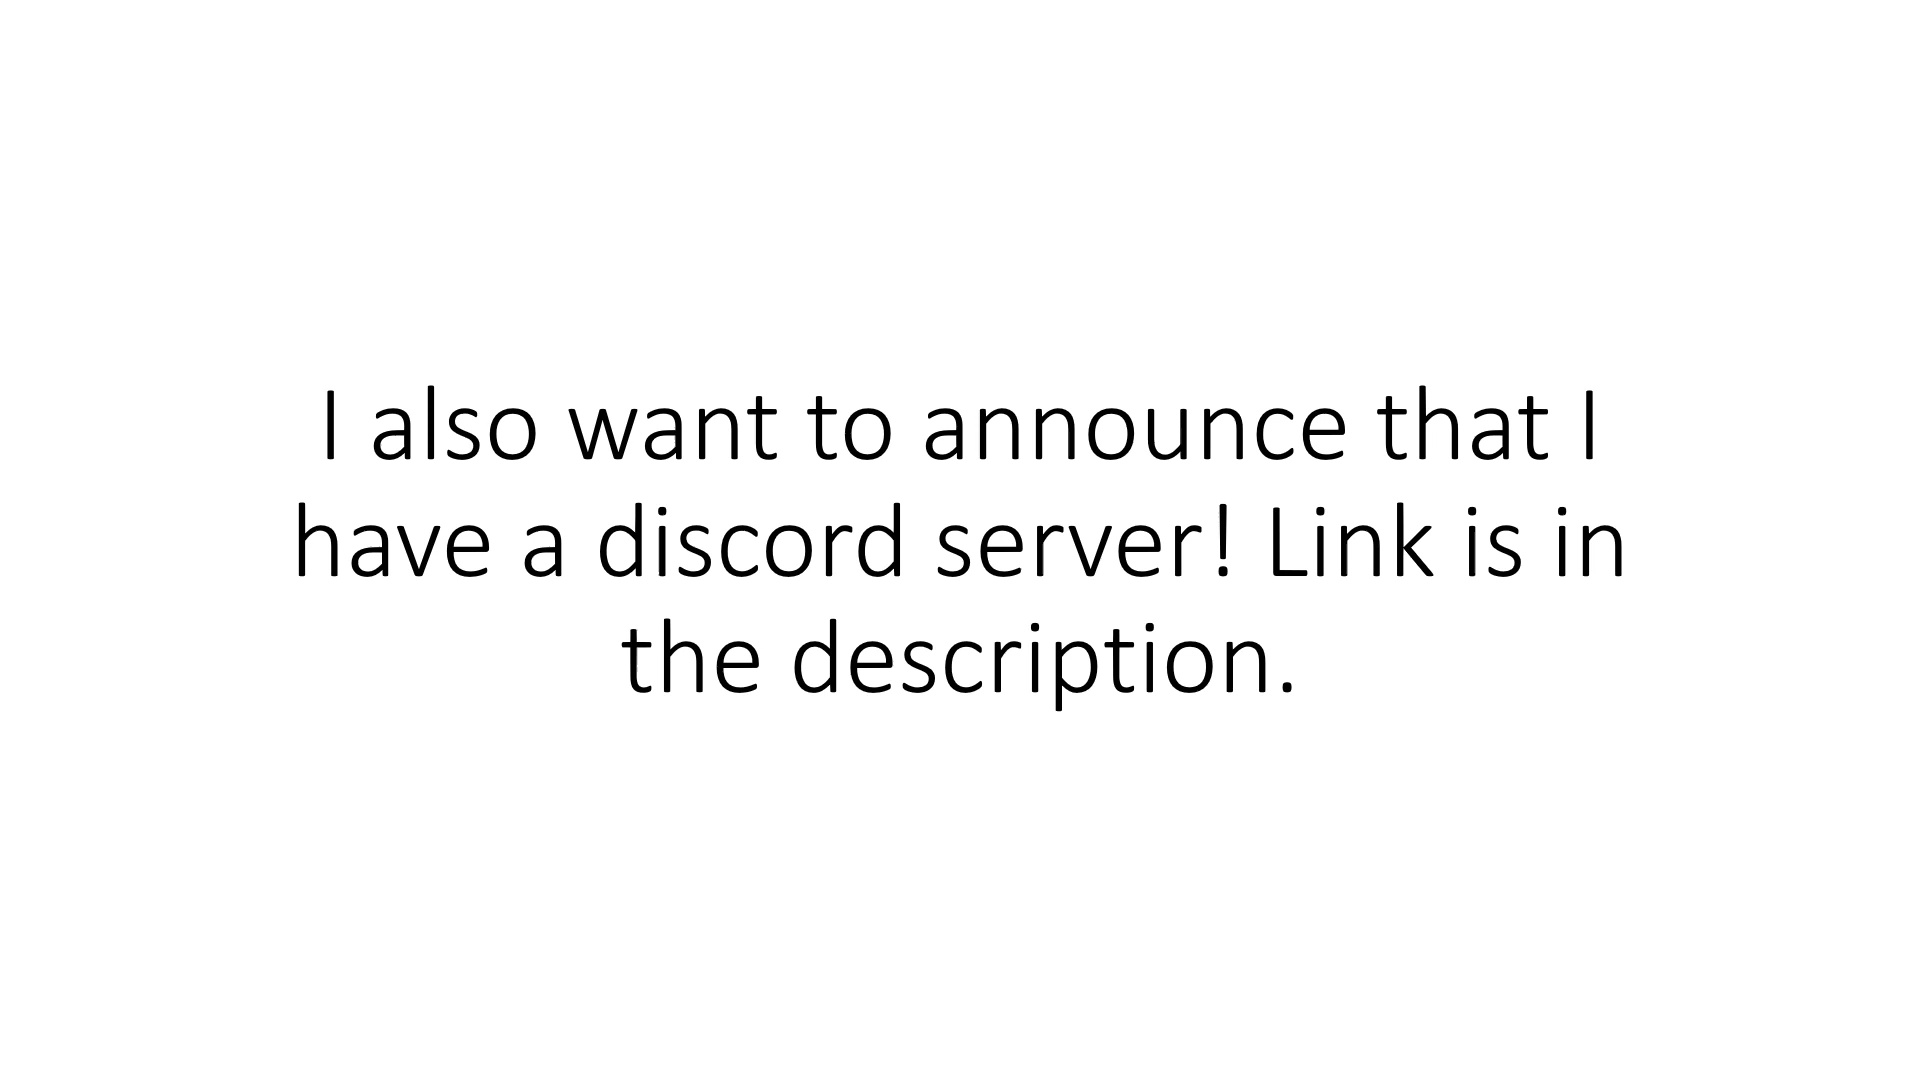 I also want to announce that I
have a discord server! Link is in
the description.